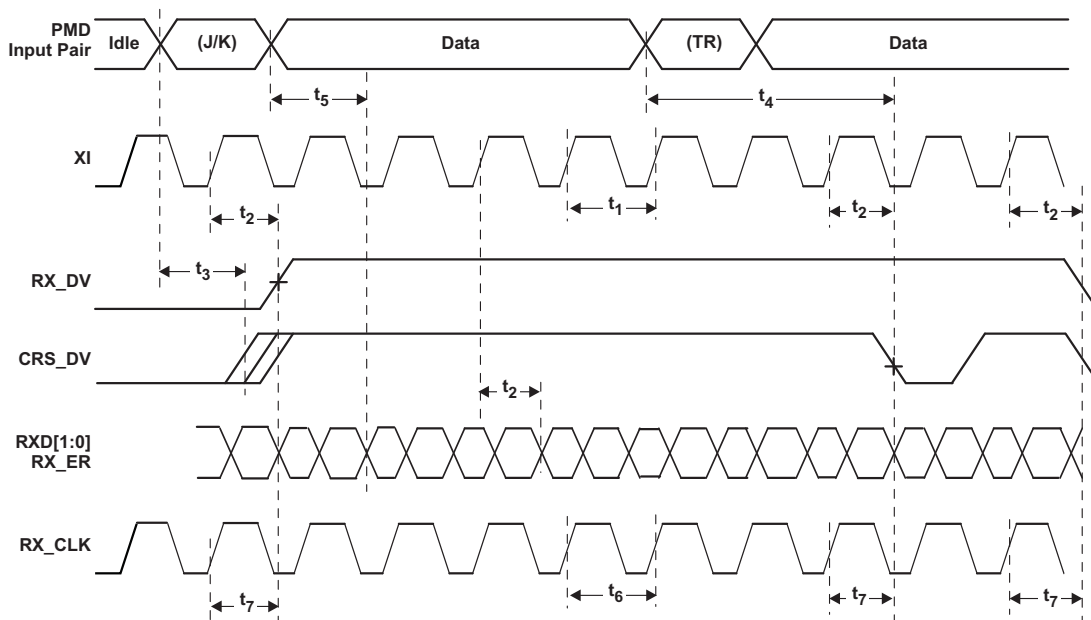 PMD
Input Pair
Idle
(J/K)
Data
(TR)
Data
t5
t4
XI
t2
t1
t2
t2
t3
RX_DV
CRS_DV
t2
RXD[1:0]
RX_ER
RX_CLK
t7
t6
t7
t7